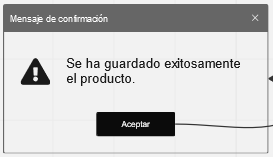 Mensaje de confirmación
Se ha guardado exitosamente
el producto.
Aceptar